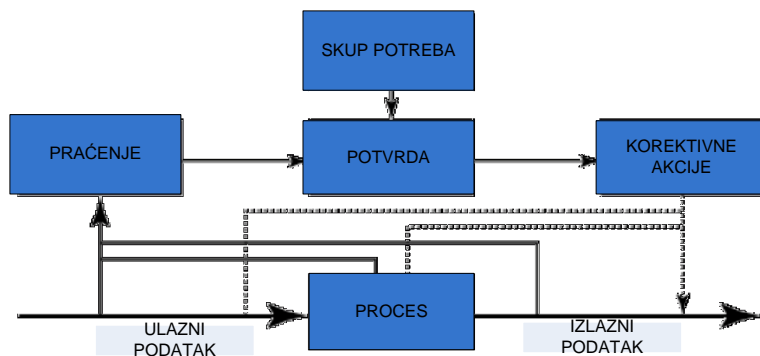 SKUP POTREBA
PRAĆENJE
POTVRDA
KOREKTIVNE
AKCIJE
PROCES
ULAZNI
PODATAK
IZLAZNI
PODATAK